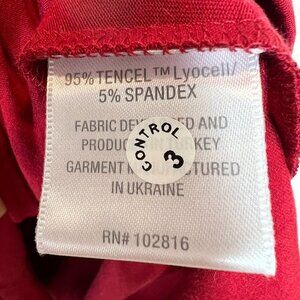 95% TENCEL™ Lyocell/
5% SPANDEX
FABRIC AND
CONTROL
3
GARMENT
IN UKRAINE
RN# 102816